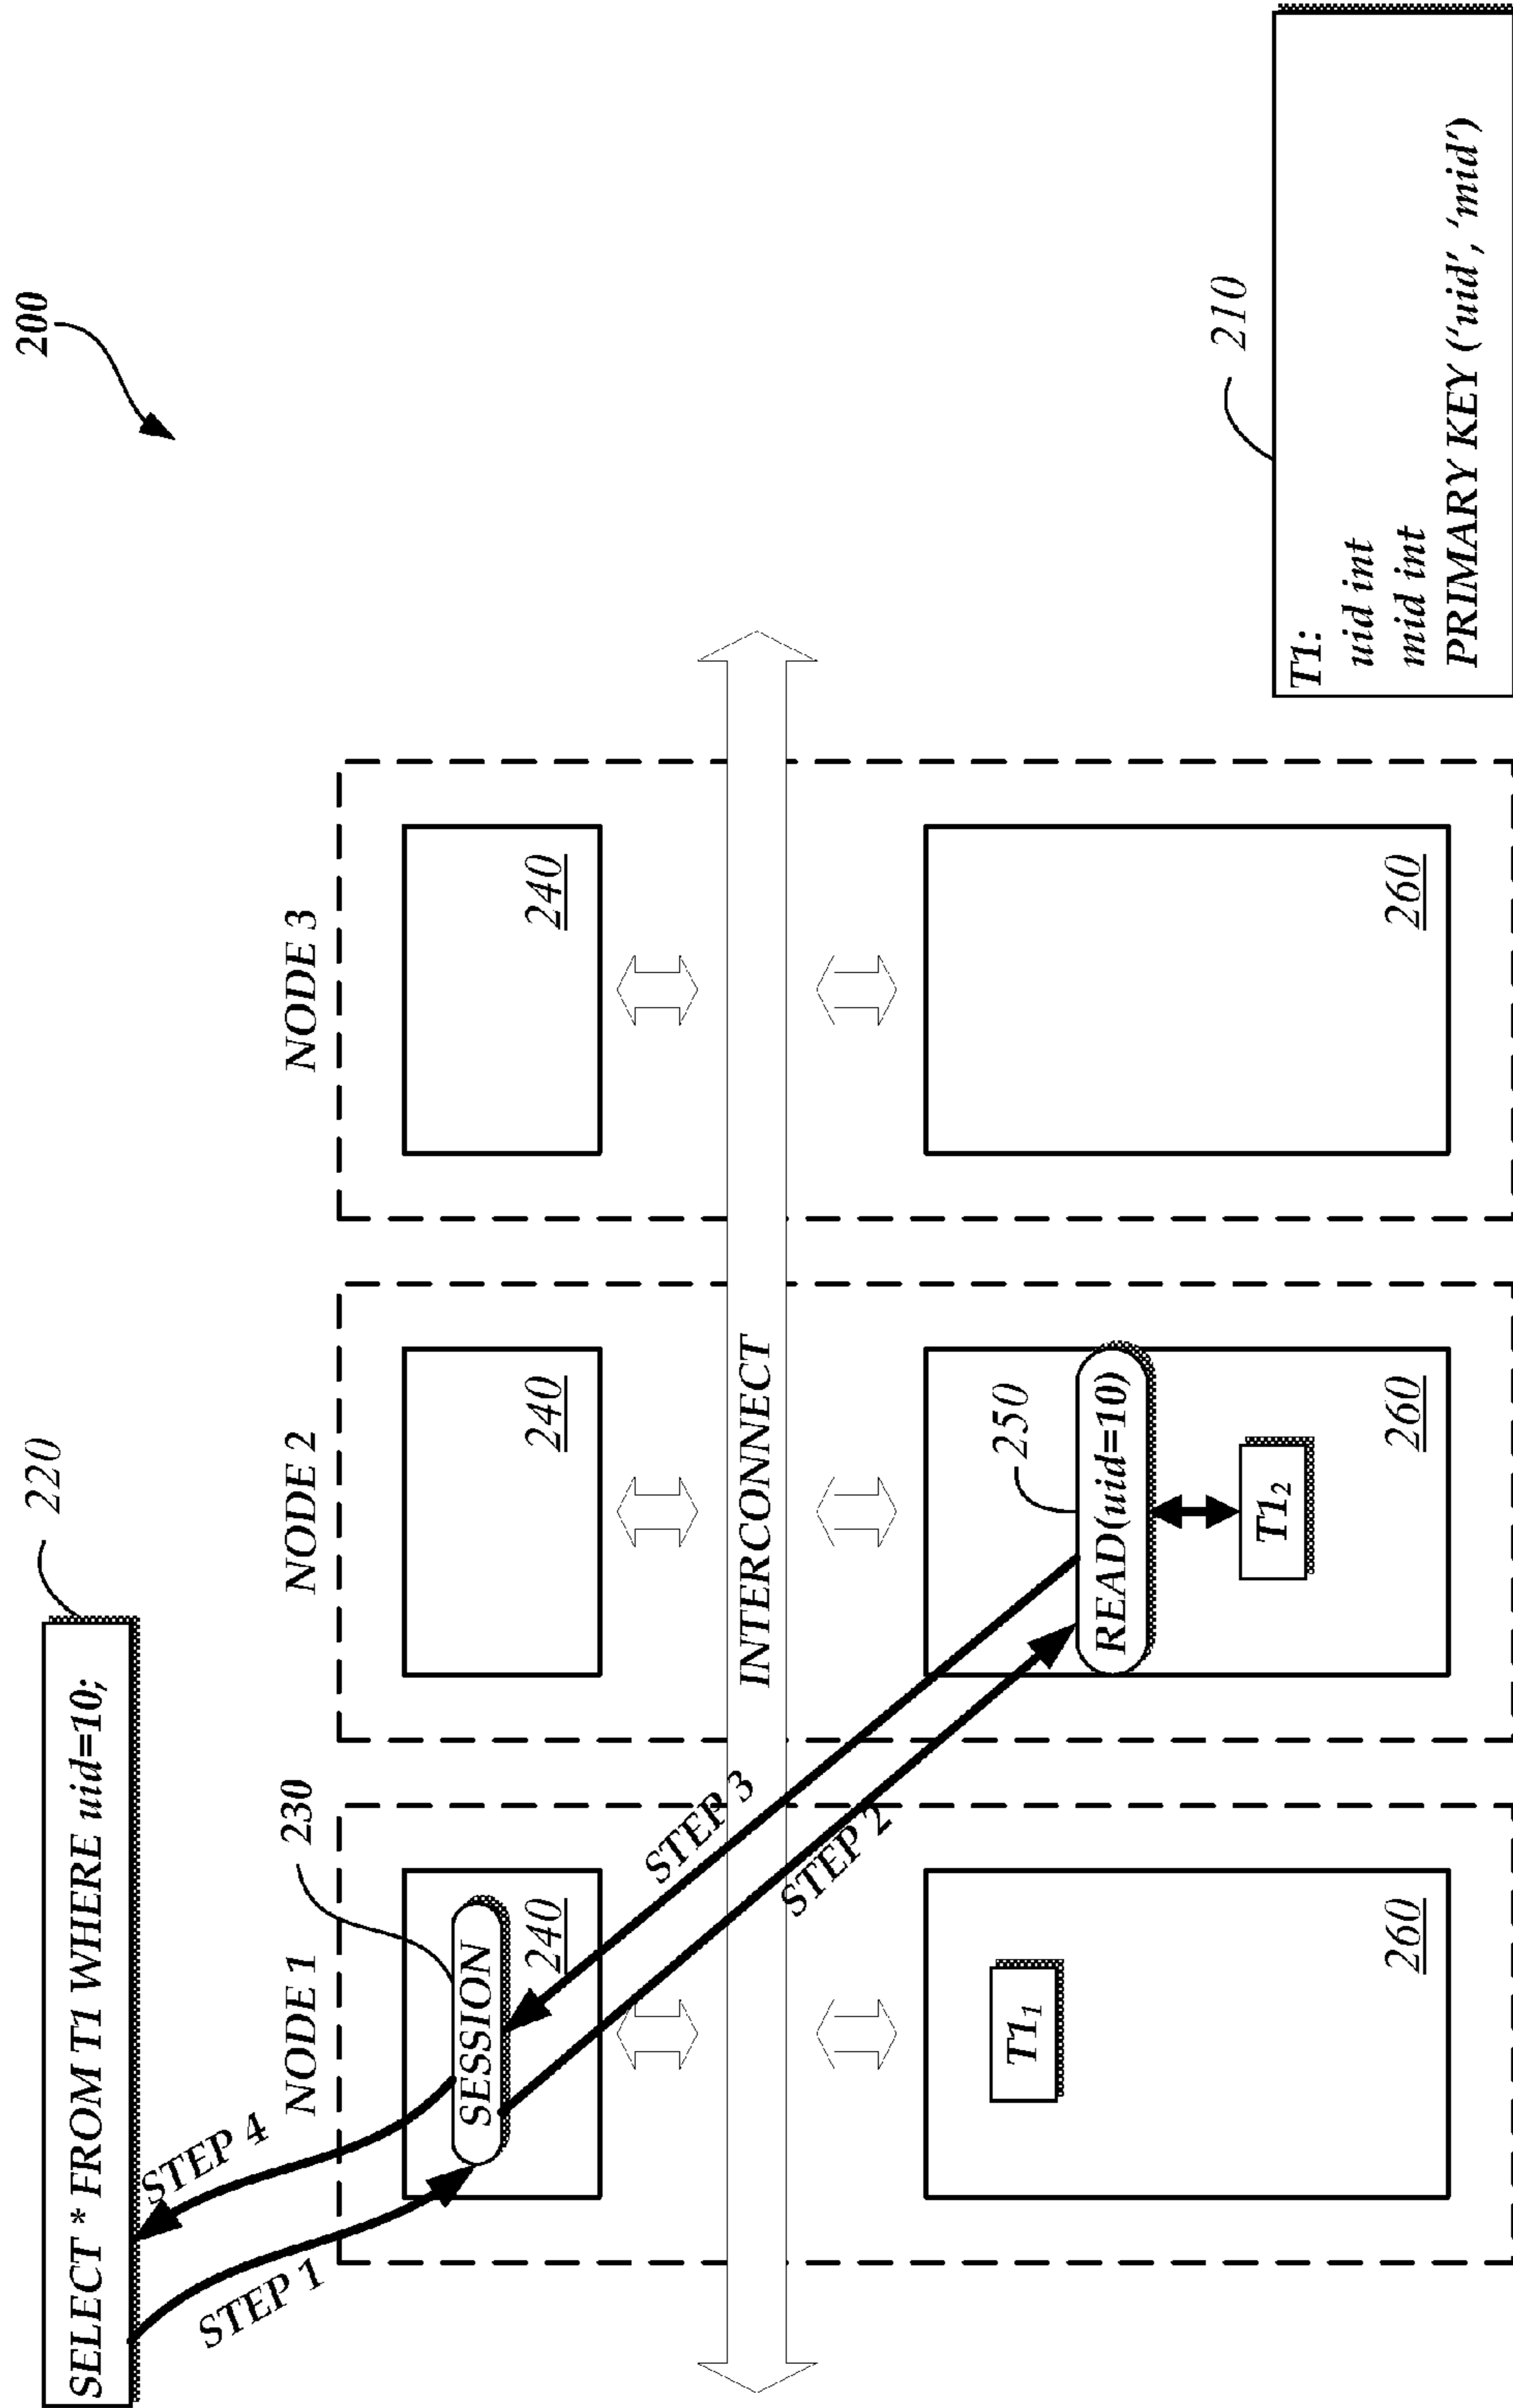 200
220
SELECT * FROM T1 WHERE uid=10;
STEP 1
STEP 4
230
NODE 1
NODE 2
NODE 3
SESSION
240
240
240
STEP 3
INTERCONNECT
STEP 2
250
READ(uid=10)
T1₁
T1₂
260
260
260
210
T1:
uid int
mid int
PRIMARY KEY (‘uid’, ‘mid’)